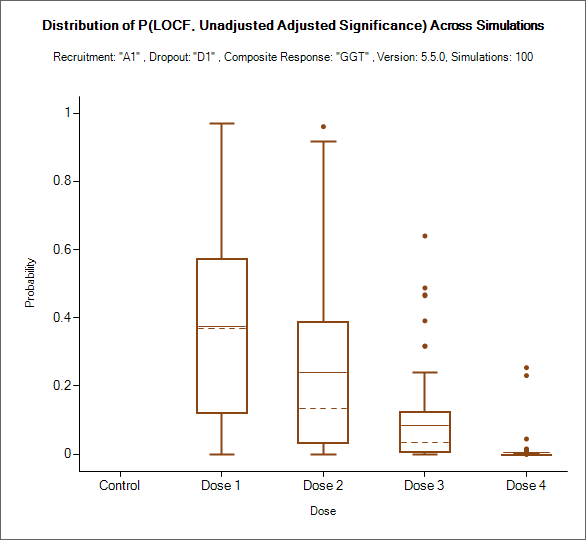 Distribution of P(LOCF, Unadjusted Adjusted Significance) Across Simulations
Recruitment: "A1" , Dropout: "D1" , Composite Response: "GGT" , Version: 5.5.0, Simulations: 100
1
0.8
0.6
0.4
0.2
0
Probability
Control Dose 1 Dose 2 Dose 3 Dose 4
Dose